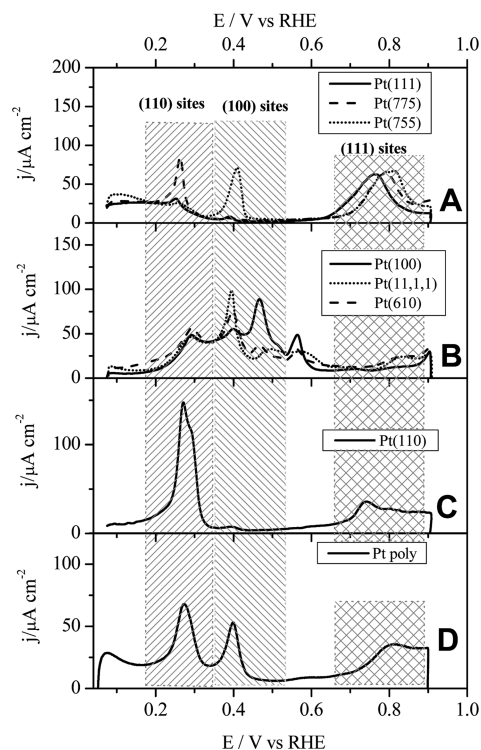 E / V vs RHE
0.2 0.4 0.6 0.8 1.0
200
150
100
50
0
j/μA cm⁻²
(110) sites
(100) sites
(111) sites
Pt(111)
Pt(775)
Pt(755)
A
150
100
50
0
j/μA cm⁻²
Pt(100)
Pt(11,1,1)
Pt(610)
B
100
50
0
j/μA cm⁻²
Pt(110)
C
100
50
0
j/μA cm⁻²
Pt poly
D
0.2 0.4 0.6 0.8 1.0
E / V vs RHE